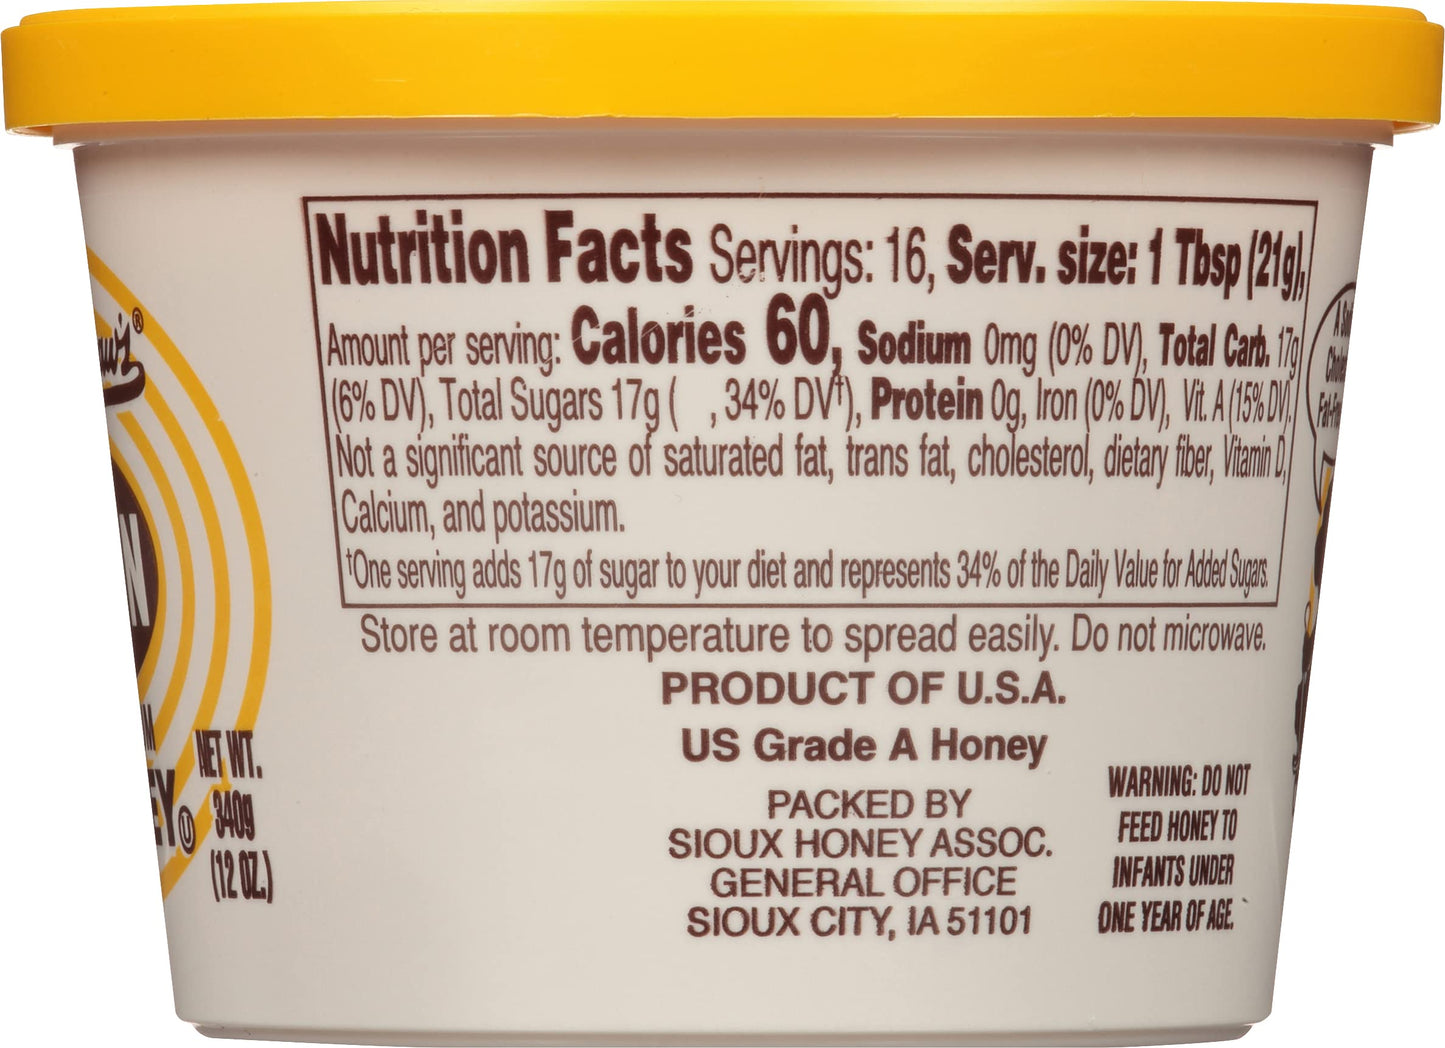 Nutrition Facts Servings: 16, Serv. size: 1 Tbsp (21g),
Amount per serving: Calories 60, Sodium 0mg (0% DV), Total Carb. 17g
(6% DV), Total Sugars 17g ( , 34% DV†), Protein 0g, Iron (0% DV), Vit. A (15% DV).
Not a significant source of saturated fat, trans fat, cholesterol, dietary fiber, Vitamin D,
Calcium, and potassium.
†One serving adds 17g of sugar to your diet and represents 34% of the Daily Value for Added Sugars.
Store at room temperature to spread easily. Do not microwave.
PRODUCT OF U.S.A.
US Grade A Honey
PACKED BY
SIOUX HONEY ASSOC.
GENERAL OFFICE
SIOUX CITY, IA 51101
WARNING: DO NOT
FEED HONEY TO
INFANTS UNDER
ONE YEAR OF AGE.
NET WT.
340g
(12 OZ.)